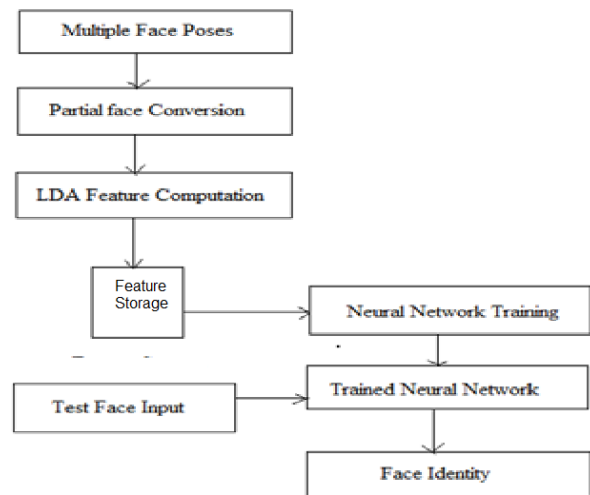 Multiple Face Poses
Partial face Conversion
LDA Feature Computation
Feature
Storage
Neural Network Training
Test Face Input
Trained Neural Network
Face Identity